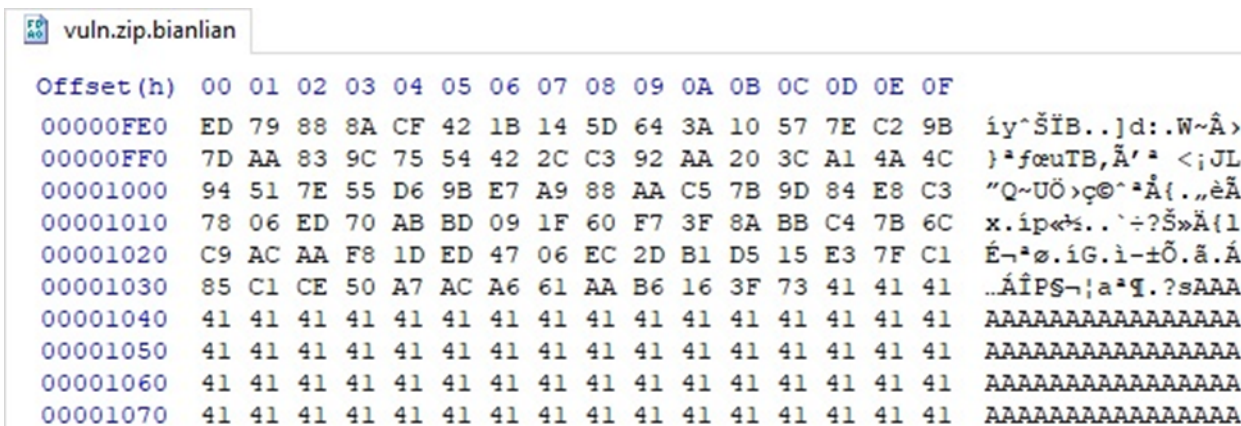 vuln.zip.bianlian
Offset(h) 00 01 02 03 04 05 06 07 08 09 0A 0B 0C 0D 0E 0F
00000FE0 ED 79 88 8A CF 42 1B 14 5D 64 3A 10 57 7E C2 9B íyˆŠÏB..]d:.W~Â›
00000FF0 7D AA 83 9C 75 54 42 2C C3 92 AA 20 3C A1 4A 4C }ªƒœuTB,Ã’ª <¡JL
00001000 94 51 7E 55 D6 9B E7 A9 88 AA C5 7B 9D 84 E8 C3 ”Q~UÖ›ç©ˆªÅ{.„èÃ
00001010 78 06 ED 70 AB BD 09 1F 60 F7 3F 8A BB C4 7B 6C x.íp«½..`÷?Š»Ä{l
00001020 C9 AC AA F8 1D ED 47 06 EC 2D B1 D5 15 E3 7F C1 É¬ªø.íG.ì-±Õ.ã.Á
00001030 85 C1 CE 50 A7 AC A6 61 AA B6 16 3F 73 41 41 41 …ÁÎP§¬¦aª¶.?sAAA
00001040 41 41 41 41 41 41 41 41 41 41 41 41 41 41 41 41 AAAAAAAAAAAAAAAA
00001050 41 41 41 41 41 41 41 41 41 41 41 41 41 41 41 41 AAAAAAAAAAAAAAAA
00001060 41 41 41 41 41 41 41 41 41 41 41 41 41 41 41 41 AAAAAAAAAAAAAAAA
00001070 41 41 41 41 41 41 41 41 41 41 41 41 41 41 41 41 AAAAAAAAAAAAAAAA